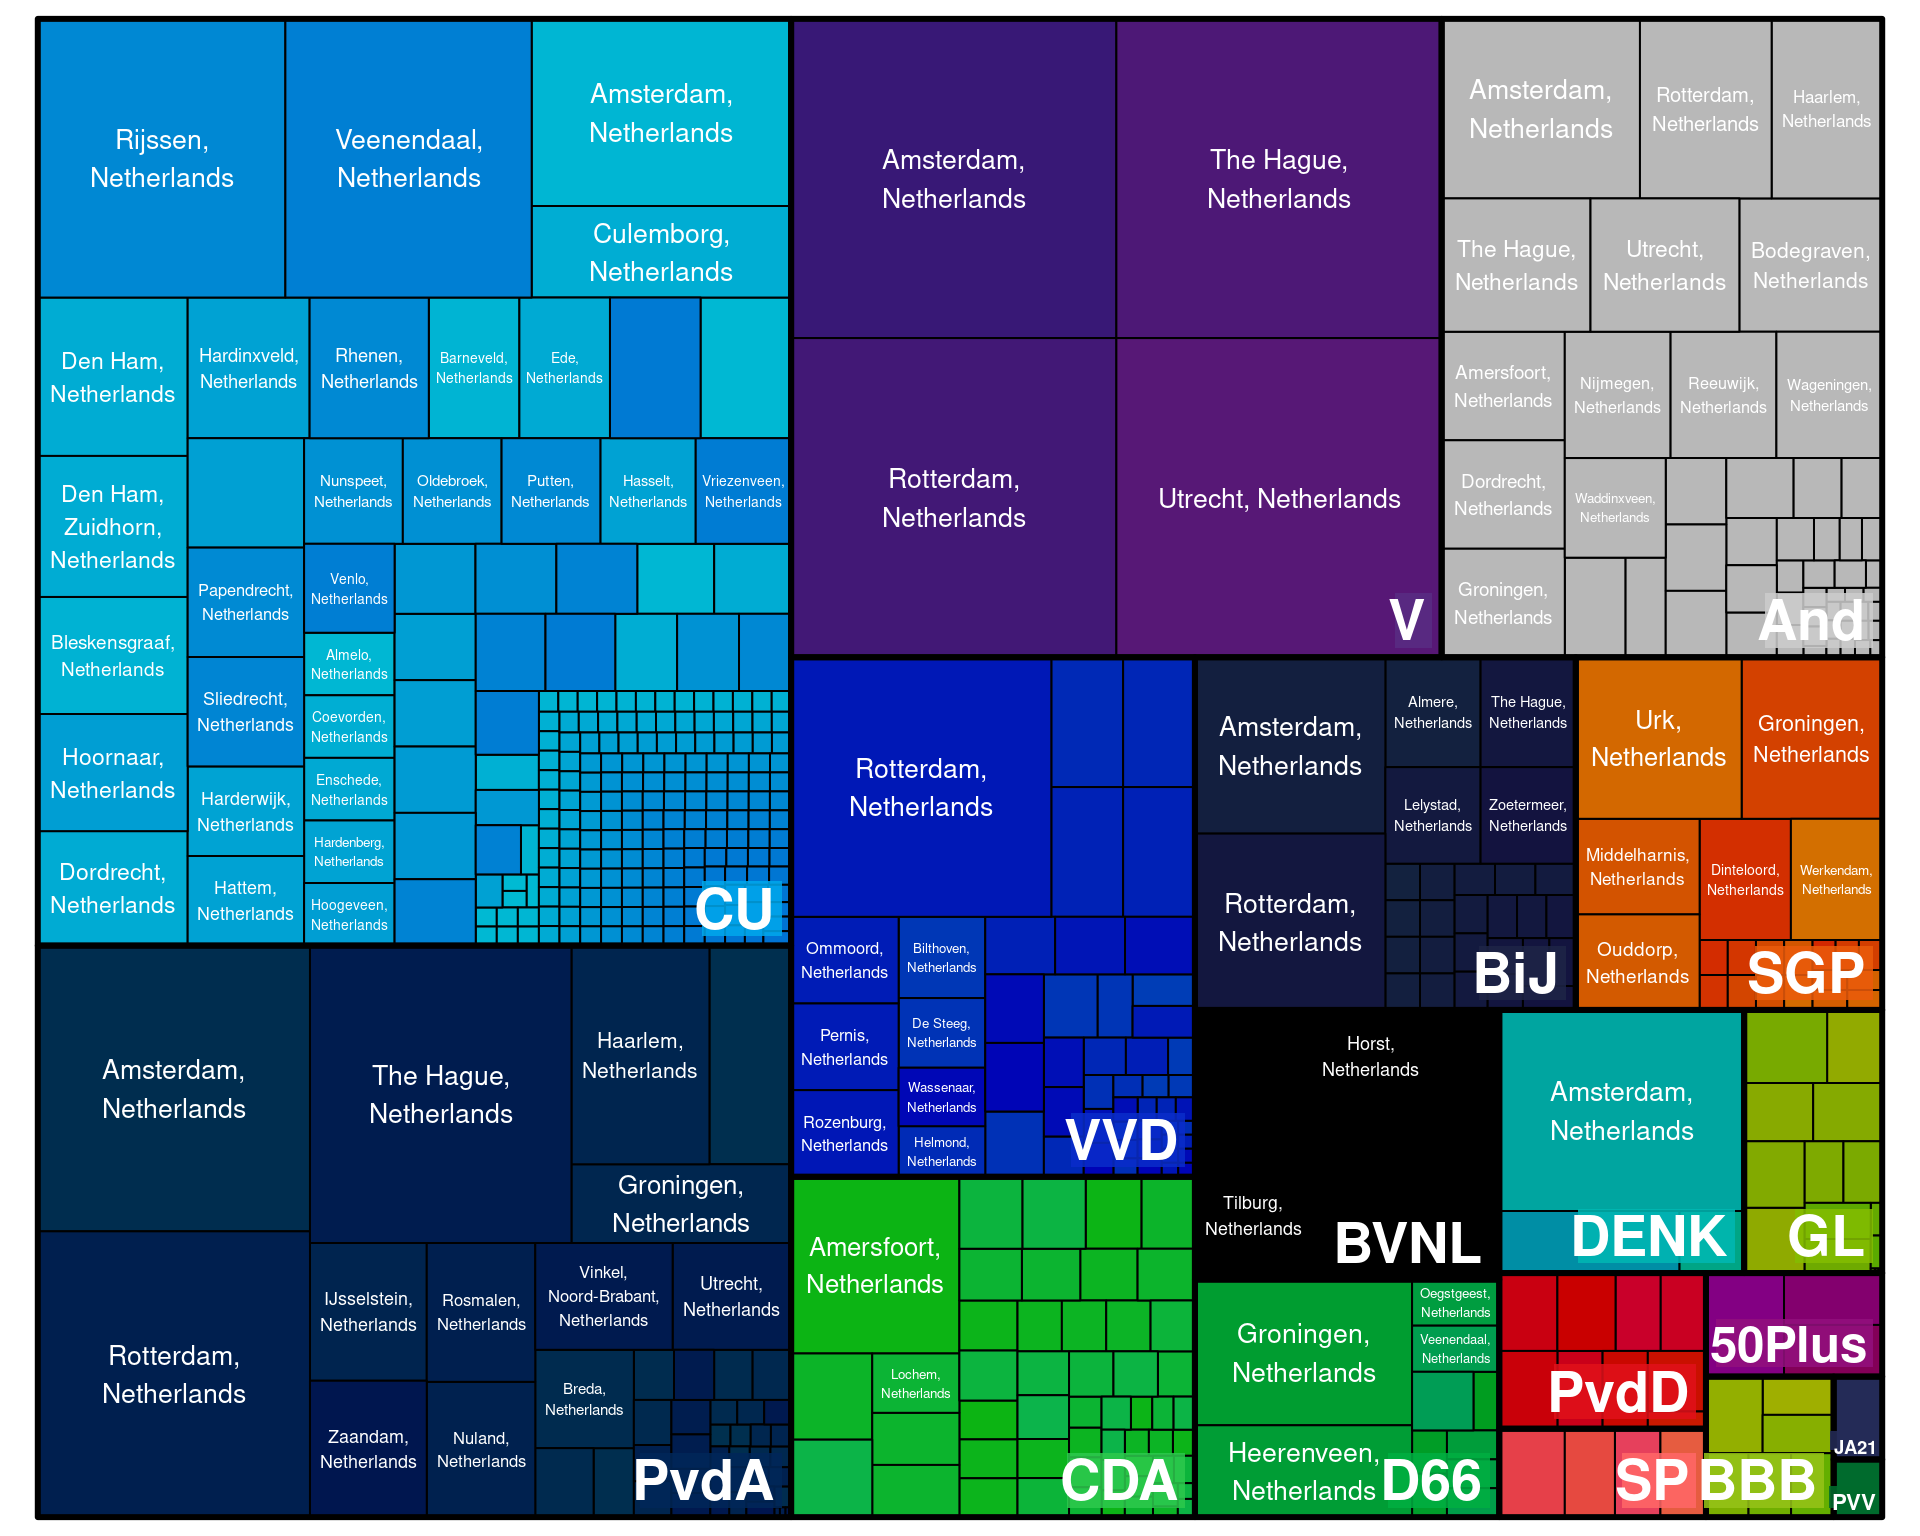 Rijssen,
Netherlands
Veenendaal,
Netherlands
Amsterdam,
Netherlands
Culemborg,
Netherlands
Den Ham,
Netherlands
Hardinxveld,
Netherlands
Rhenen,
Netherlands
Barneveld,
Netherlands
Ede,
Netherlands
Den Ham,
Zuidhorn,
Netherlands
Nunspeet,
Netherlands
Oldebroek,
Netherlands
Putten,
Netherlands
Hasselt,
Netherlands
Vriezenveen,
Netherlands
Papendrecht,
Netherlands
Venlo,
Netherlands
Bleskensgraaf,
Netherlands
Almelo,
Netherlands
Sliedrecht,
Netherlands
Coevorden,
Netherlands
Hoornaar,
Netherlands
Harderwijk,
Netherlands
Enschede,
Netherlands
Hardenberg,
Netherlands
Dordrecht,
Netherlands
Hattem,
Netherlands
Hoogeveen,
Netherlands
CU
Amsterdam,
Netherlands
The Hague,
Netherlands
Rotterdam,
Netherlands
Utrecht, Netherlands
V
Amsterdam,
Netherlands
Rotterdam,
Netherlands
Haarlem,
Netherlands
The Hague,
Netherlands
Utrecht,
Netherlands
Bodegraven,
Netherlands
Amersfoort,
Netherlands
Nijmegen,
Netherlands
Reeuwijk,
Netherlands
Wageningen,
Netherlands
Dordrecht,
Netherlands
Waddinxveen,
Netherlands
Groningen,
Netherlands
And
Rotterdam,
Netherlands
Ommoord,
Netherlands
Bilthoven,
Netherlands
Pernis,
Netherlands
De Steeg,
Netherlands
Wassenaar,
Netherlands
Rozenburg,
Netherlands
Helmond,
Netherlands
VVD
Amsterdam,
Netherlands
Almere,
Netherlands
The Hague,
Netherlands
Lelystad,
Netherlands
Zoetermeer,
Netherlands
Rotterdam,
Netherlands
BiJ
Urk,
Netherlands
Groningen,
Netherlands
Middelharnis,
Netherlands
Dinteloord,
Netherlands
Werkendam,
Netherlands
Ouddorp,
Netherlands
SGP
Amsterdam,
Netherlands
The Hague,
Netherlands
Haarlem,
Netherlands
Groningen,
Netherlands
Rotterdam,
Netherlands
IJsselstein,
Netherlands
Rosmalen,
Netherlands
Vinkel,
Noord-Brabant,
Netherlands
Utrecht,
Netherlands
Breda,
Netherlands
Zaandam,
Netherlands
Nuland,
Netherlands
PvdA
Amersfoort,
Netherlands
Lochem,
Netherlands
CDA
Horst,
Netherlands
Tilburg,
Netherlands
BVNL
Amsterdam,
Netherlands
DENK
GL
Groningen,
Netherlands
Oegstgeest,
Netherlands
Veenendaal,
Netherlands
Heerenveen,
Netherlands
D66
PvdD
50Plus
SP
BBB
JA21
PVV